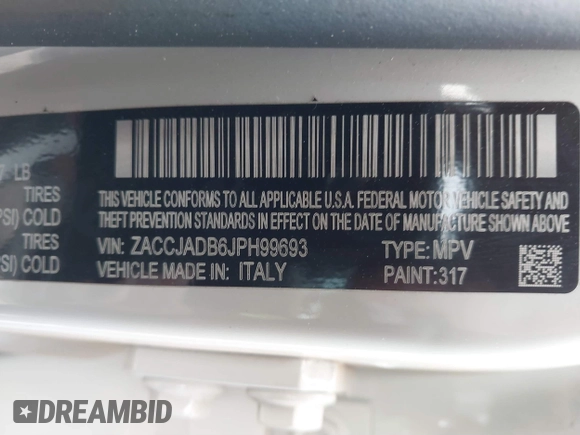 LB
THIS VEHICLE CONFORMS TO ALL APPLICABLE U.S.A. FEDERAL MOTOR VEHICLE SAFETY AND
TIRES
THEFT PREVENTION STANDARDS IN EFFECT ON THE DATE OF MANUFACTURE SHOWN ABOVE.
PSI) COLD
TIRES VIN: ZACCJADB6JPH99693 TYPE: MPV
PSI) COLD VEHICLE MADE IN: ITALY PAINT:317
DREAMBID